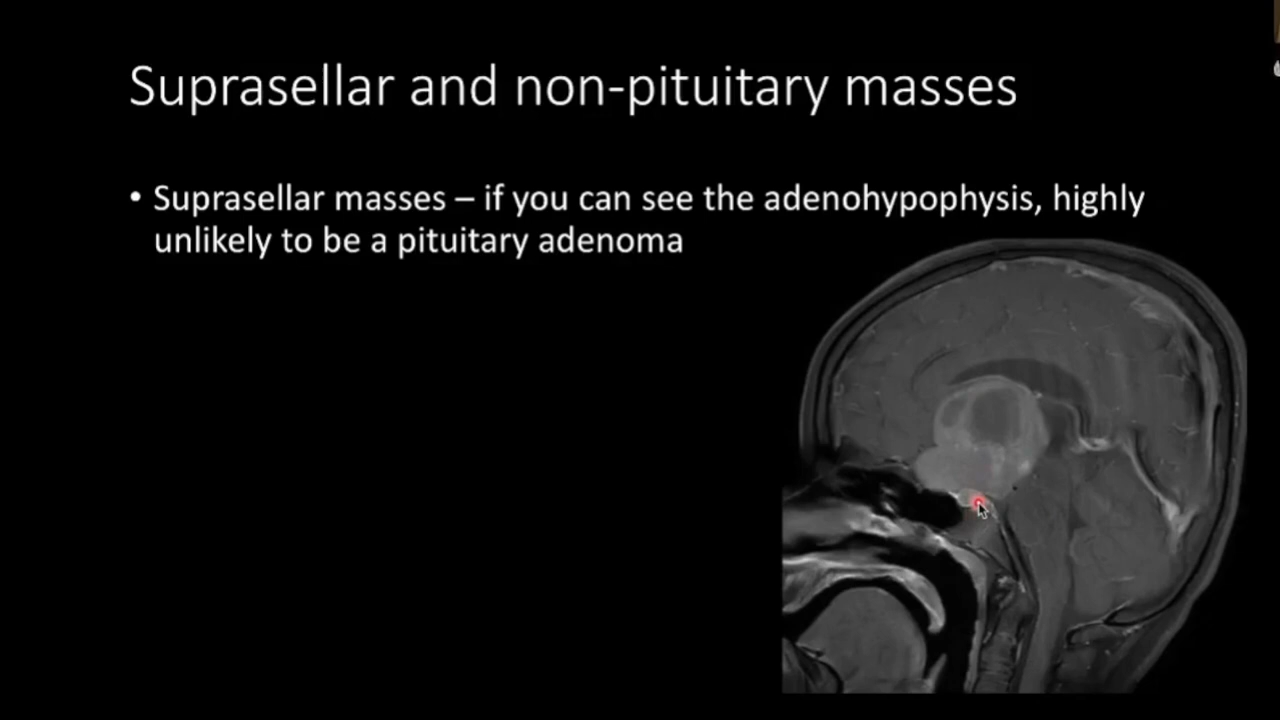 Suprasellar and non-pituitary masses
• Suprasellar masses – if you can see the adenohypophysis, highly
unlikely to be a pituitary adenoma